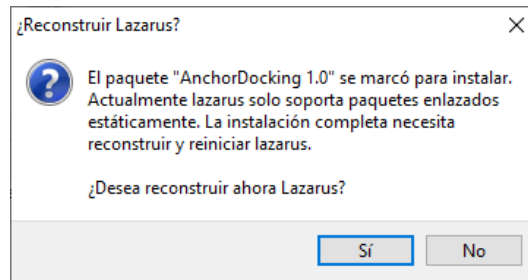 ¿Reconstruir Lazarus?
El paquete "AnchorDocking 1.0" se marcó para instalar.
Actualmente lazarus solo soporta paquetes enlazados
estáticamente. La instalación completa necesita
reconstruir y reiniciar lazarus.
¿Desea reconstruir ahora Lazarus?
Sí
No